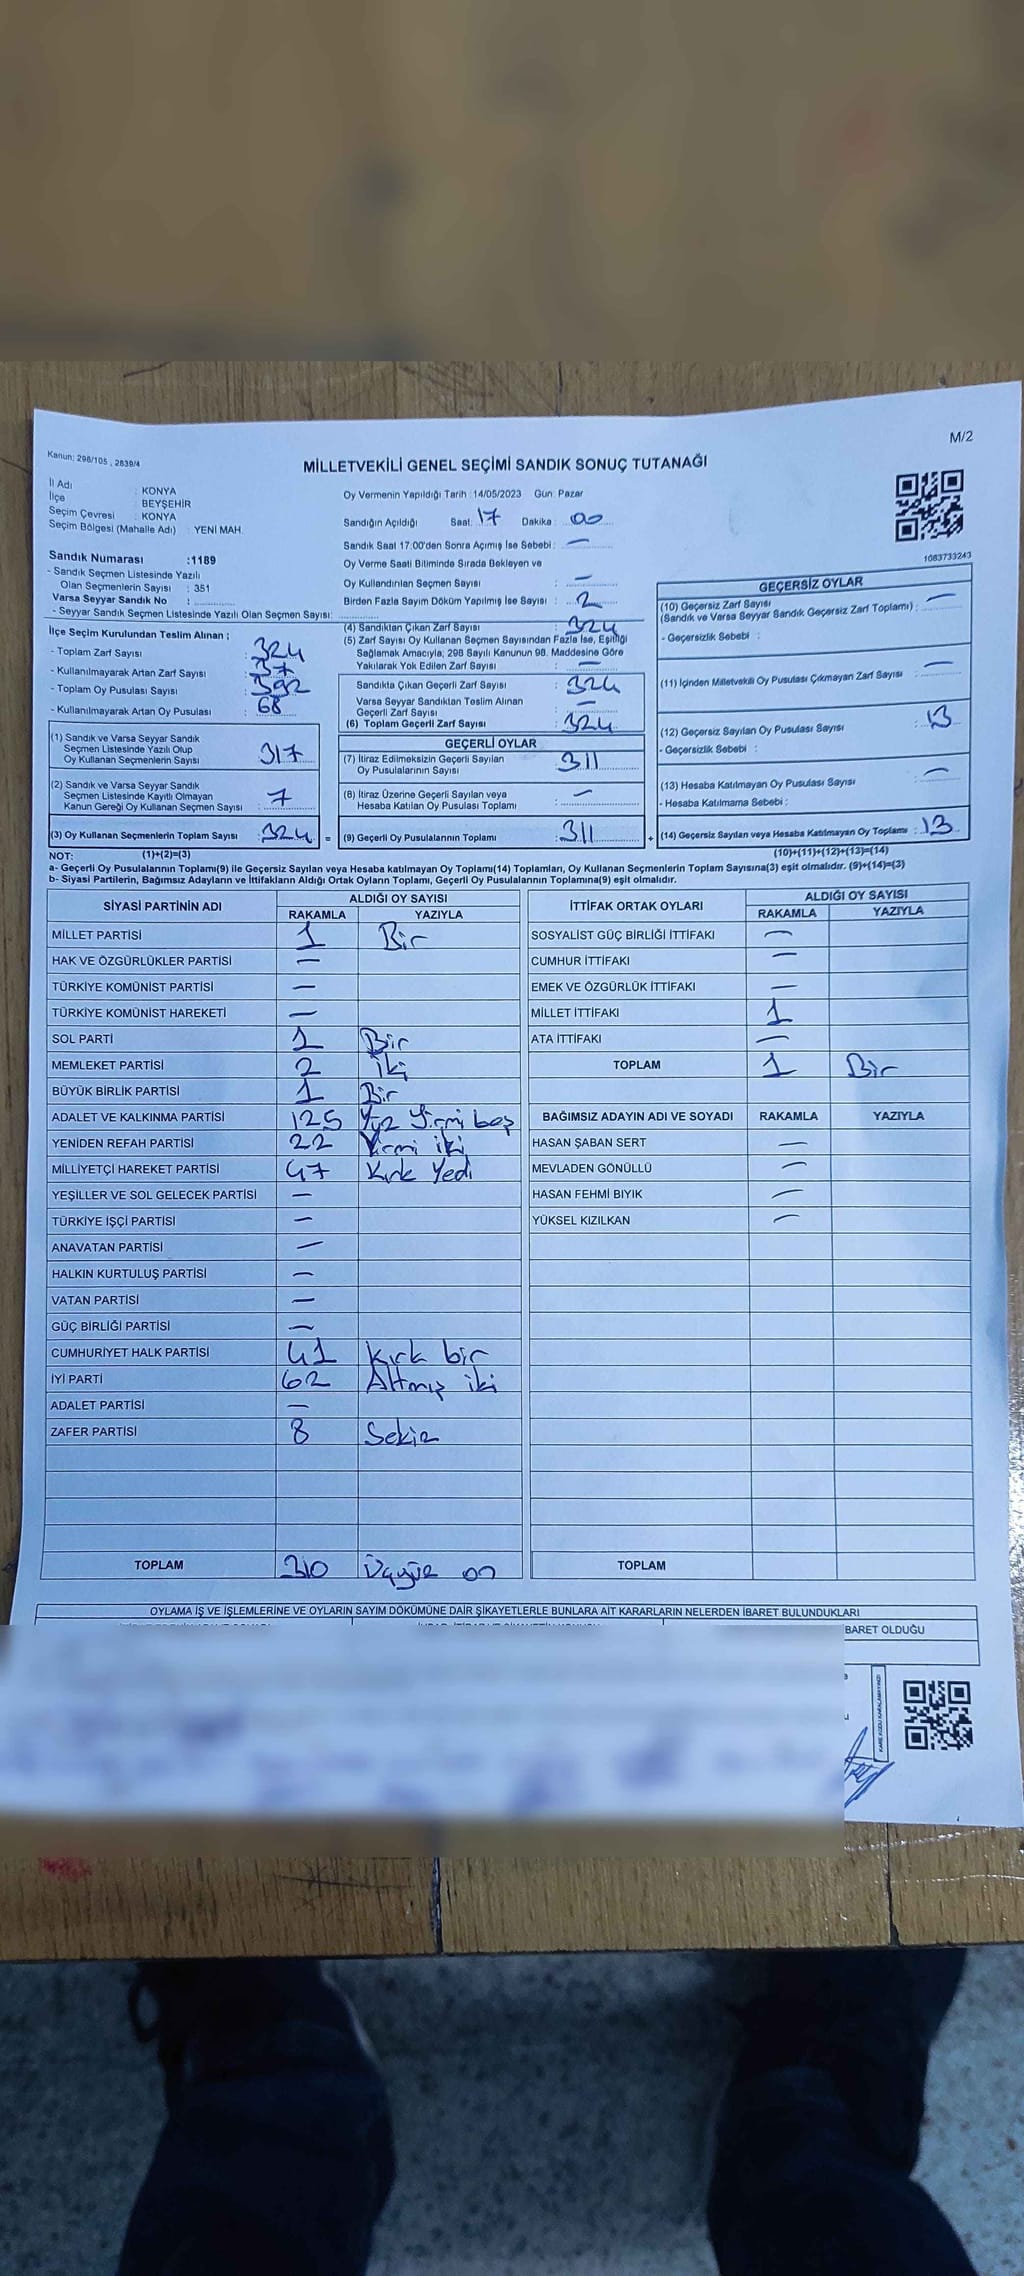 M/2
Kanun: 298/105 , 2839/4
MİLLETVEKİLİ GENEL SEÇİMİ SANDIK SONUÇ TUTANAĞI
İl Adı : KONYA
İlçe : BEYŞEHİR
Seçim Çevresi : KONYA
Seçim Bölgesi (Mahalle Adı) : YENİ MAH.
Sandık Numarası :1189
- Sandık Seçmen Listesinde Yazılı
Olan Seçmenlerin Sayısı : 351
Varsa Seyyar Sandık No :
- Seyyar Sandık Seçmen Listesinde Yazılı Olan Seçmen Sayısı:
İlçe Seçim Kurulundan Teslim Alınan ;
- Toplam Zarf Sayısı : 324
- Kullanılmayarak Artan Zarf Sayısı : 37
- Toplam Oy Pusulası Sayısı : 392
- Kullanılmayarak Artan Oy Pusulası : 68
(1) Sandık ve Varsa Seyyar Sandık
Seçmen Listesinde Yazılı Olup
Oy Kullanan Seçmenlerin Sayısı 317
(2) Sandık ve Varsa Seyyar Sandık
Seçmen Listesinde Kayıtlı Olmayan
Kanun Gereği Oy Kullanan Seçmen Sayısı : 7
(3) Oy Kullanan Seçmenlerin Toplam Sayısı : 324 =
Oy Vermenin Yapıldığı Tarih :14/05/2023 Gün: Pazar
Sandığın Açıldığı Saat: 17 Dakika : 00
Sandık Saat 17:00'den Sonra Açımış İse Sebebi : —
Oy Verme Saati Bitiminde Sırada Bekleyen ve
Oy Kullandırılan Seçmen Sayısı : —
Birden Fazla Sayım Döküm Yapılmış İse Sayısı : 2
(4) Sandıktan Çıkan Zarf Sayısı : 324
(5) Zarf Sayısı Oy Kullanan Seçmen Sayısından Fazla İse, Eşitliği
Sağlamak Amacıyla; 298 Sayılı Kanunun 98. Maddesine Göre
Yakılarak Yok Edilen Zarf Sayısı : —
Sandıkta Çıkan Geçerli Zarf Sayısı : 324
Varsa Seyyar Sandıktan Teslim Alınan
Geçerli Zarf Sayısı : —
(6) Toplam Geçerli Zarf Sayısı : 324
GEÇERLİ OYLAR
(7) İtiraz Edilmeksizin Geçerli Sayılan
Oy Pusulalarının Sayısı : 311
(8) İtiraz Üzerine Geçerli Sayılan veya
Hesaba Katılan Oy Pusulası Toplamı : —
(9) Geçerli Oy Pusulalarının Toplamı : 311 +
1083733243
GEÇERSİZ OYLAR
(10) Geçersiz Zarf Sayısı
(Sandık ve Varsa Seyyar Sandık Geçersiz Zarf Toplamı) : —
- Geçersizlik Sebebi :
(11) İçinden Milletvekili Oy Pusulası Çıkmayan Zarf Sayısı : —
(12) Geçersiz Sayılan Oy Pusulası Sayısı : 13
- Geçersizlik Sebebi :
(13) Hesaba Katılmayan Oy Pusulası Sayısı : —
- Hesaba Katılmama Sebebi :
(14) Geçersiz Sayılan veya Hesaba Katılmayan Oy Toplamı : 13
NOT: (1)+(2)=(3) (10)+(11)+(12)+(13)=(14)
a- Geçerli Oy Pusulalarının Toplamı(9) ile Geçersiz Sayılan veya Hesaba katılmayan Oy Toplamı(14) Toplamları, Oy Kullanan Seçmenlerin Toplam Sayısına(3) eşit olmalıdır. (9)+(14)=(3)
b- Siyasi Partilerin, Bağımsız Adayların ve İttifakların Aldığı Ortak Oyların Toplamı, Geçerli Oy Pusulalarının Toplamına(9) eşit olmalıdır.
SİYASİ PARTİNİN ADI ALDIĞI OY SAYISI
RAKAMLA YAZIYLA
MİLLET PARTİSİ 1 Bir
HAK VE ÖZGÜRLÜKLER PARTİSİ —
TÜRKİYE KOMÜNİST PARTİSİ —
TÜRKİYE KOMÜNİST HAREKETİ —
SOL PARTİ 1 Bir
MEMLEKET PARTİSİ 2 İki
BÜYÜK BİRLİK PARTİSİ 1 Bir
ADALET VE KALKINMA PARTİSİ 125 Yüz Yirmi beş
YENİDEN REFAH PARTİSİ 22 Yirmi iki
MİLLİYETÇİ HAREKET PARTİSİ 47 Kırk Yedi
YEŞİLLER VE SOL GELECEK PARTİSİ —
TÜRKİYE İŞÇİ PARTİSİ —
ANAVATAN PARTİSİ —
HALKIN KURTULUŞ PARTİSİ —
VATAN PARTİSİ —
GÜÇ BİRLİĞİ PARTİSİ —
CUMHURİYET HALK PARTİSİ 41 Kırk bir
İYİ PARTİ 62 Altmış iki
ADALET PARTİSİ —
ZAFER PARTİSİ 8 Sekiz
TOPLAM 310 Üçyüz on
İTTİFAK ORTAK OYLARI ALDIĞI OY SAYISI
RAKAMLA YAZIYLA
SOSYALİST GÜÇ BİRLİĞİ İTTİFAKI —
CUMHUR İTTİFAKI —
EMEK VE ÖZGÜRLÜK İTTİFAKI —
MİLLET İTTİFAKI 1
ATA İTTİFAKI —
TOPLAM 1 Bir
BAĞIMSIZ ADAYIN ADI VE SOYADI RAKAMLA YAZIYLA
HASAN ŞABAN SERT —
MEVLADEN GÖNÜLLÜ —
HASAN FEHMİ BIYIK —
YÜKSEL KIZILKAN —
TOPLAM
OYLAMA İŞ VE İŞLEMLERİNE VE OYLARIN SAYIM DÖKÜMÜNE DAİR ŞİKAYETLERLE BUNLARA AİT KARARLARIN NELERDEN İBARET BULUNDUKLARI
BARET OLDUĞU
KARE KODU KARALAMAYINIZ!